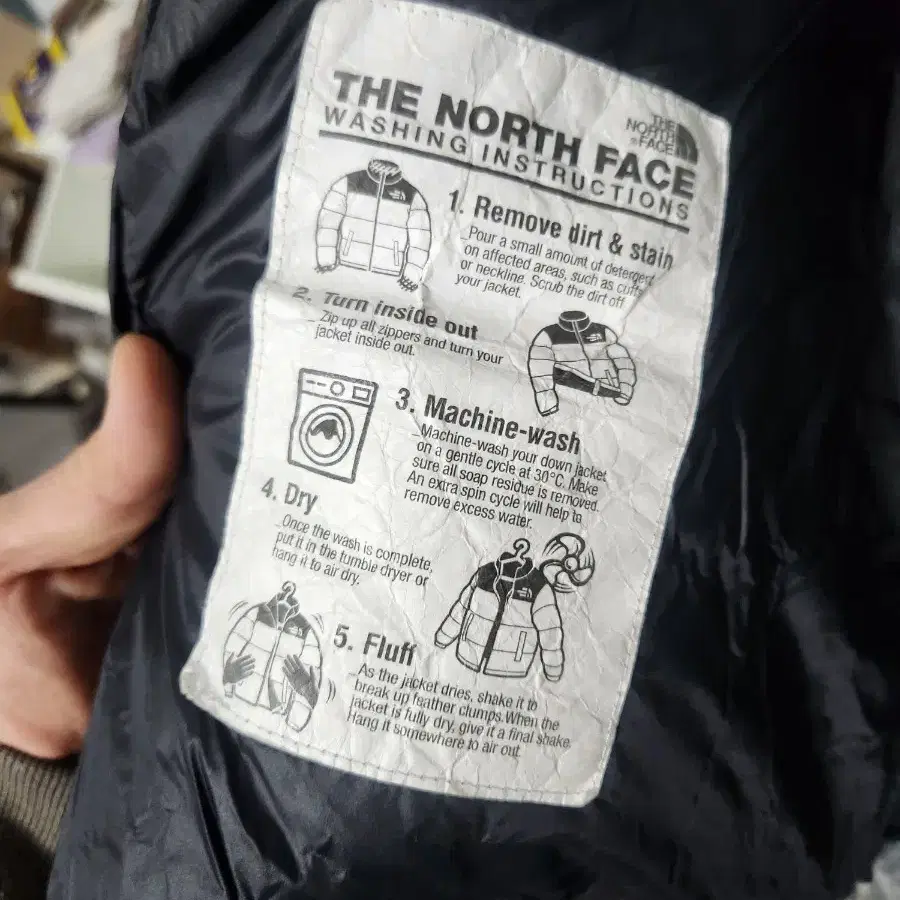 THE NORTH FACE
WASHING INSTRUCTIONS
THE
NORTH
FACE
1. Remove dirt & stain
_Pour a small amount of detergent
on affected areas, such as cuffs
or neckline. Scrub the dirt off
your jacket.
2. Turn inside out
_Zip up all zippers and turn your
jacket inside out.
3. Machine-wash
_Machine-wash your down jacket
on a gentle cycle at 30°C. Make
sure all soap residue is removed.
An extra spin cycle will help to
remove excess water.
4. Dry
_Once the wash is complete,
put it in the tumble dryer or
hang it to air dry.
5. Fluff
_As the jacket dries, shake it to
break up feather clumps. When the
jacket is fully dry, give it a final shake.
Hang it somewhere to air out.